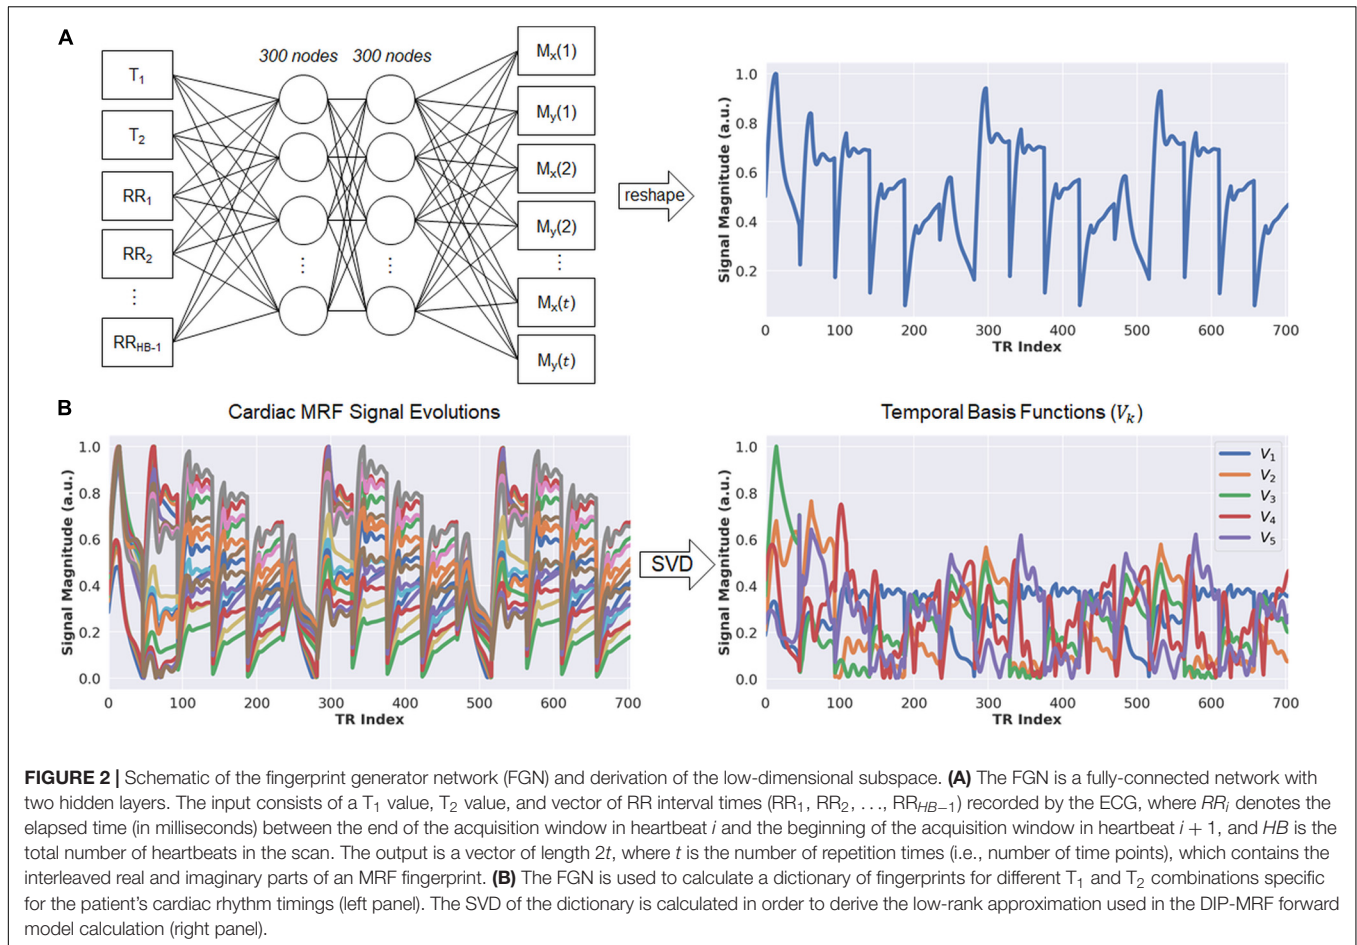 A
300 nodes 300 nodes
T1
T2
RR1
RR2
⋮
RRHB-1
⋮
⋮
Mx(1)
My(1)
Mx(2)
My(2)
⋮
Mx(t)
My(t)
reshape
Signal Magnitude (a.u.)
1.0
0.8
0.6
0.4
0.2
0 100 200 300 400 500 600 700
TR Index
B
Cardiac MRF Signal Evolutions
Signal Magnitude (a.u.)
1.0
0.8
0.6
0.4
0.2
0.0
0 100 200 300 400 500 600 700
TR Index
SVD
Temporal Basis Functions (Vk)
Signal Magnitude (a.u.)
1.0
0.8
0.6
0.4
0.2
0.0
V1
V2
V3
V4
V5
0 100 200 300 400 500 600 700
TR Index
FIGURE 2 | Schematic of the fingerprint generator network (FGN) and derivation of the low-dimensional subspace. (A) The FGN is a fully-connected network with
two hidden layers. The input consists of a T1 value, T2 value, and vector of RR interval times (RR1, RR2, . . ., RRHB−1) recorded by the ECG, where RRi denotes the
elapsed time (in milliseconds) between the end of the acquisition window in heartbeat i and the beginning of the acquisition window in heartbeat i + 1, and HB is the
total number of heartbeats in the scan. The output is a vector of length 2t, where t is the number of repetition times (i.e., number of time points), which contains the
interleaved real and imaginary parts of an MRF fingerprint. (B) The FGN is used to calculate a dictionary of fingerprints for different T1 and T2 combinations specific
for the patient's cardiac rhythm timings (left panel). The SVD of the dictionary is calculated in order to derive the low-rank approximation used in the DIP-MRF forward
model calculation (right panel).